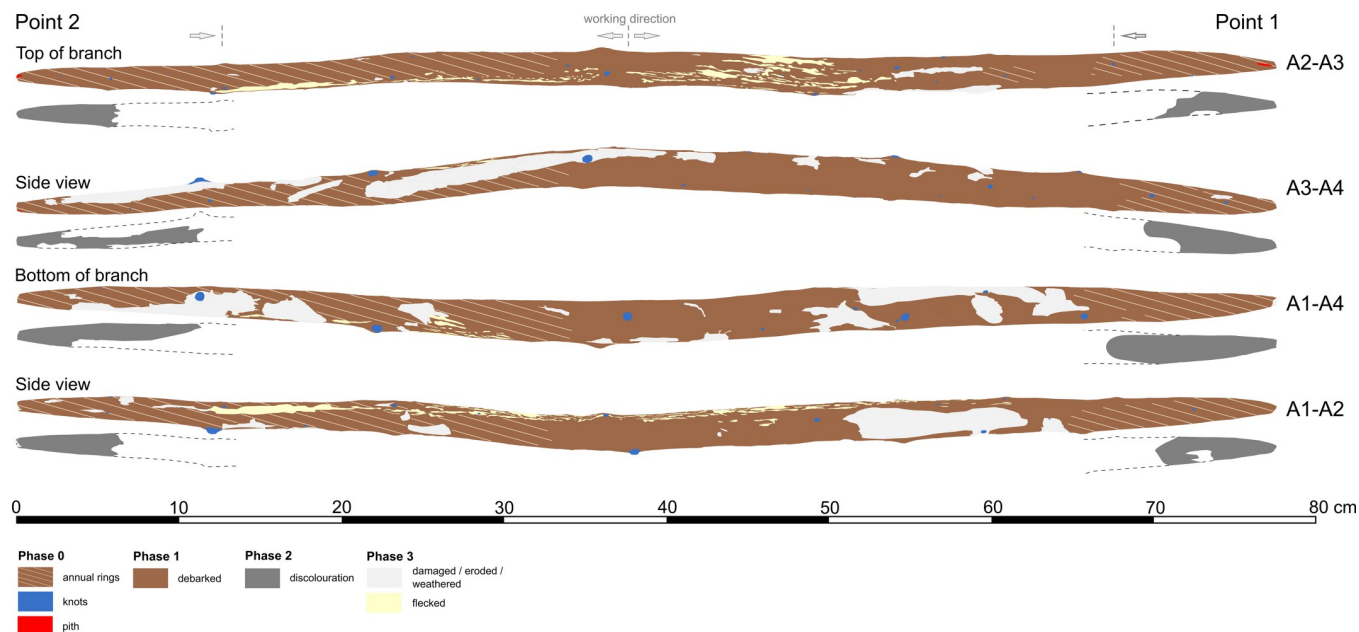 Point 2
working direction
Point 1
Top of branch
A2-A3
Side view
A3-A4
Bottom of branch
A1-A4
Side view
A1-A2
0 10 20 30 40 50 60 70 80 cm
Phase 0 Phase 1 Phase 2 Phase 3
annual rings debarked discolouration damaged / eroded /
weathered
knots flecked
pith